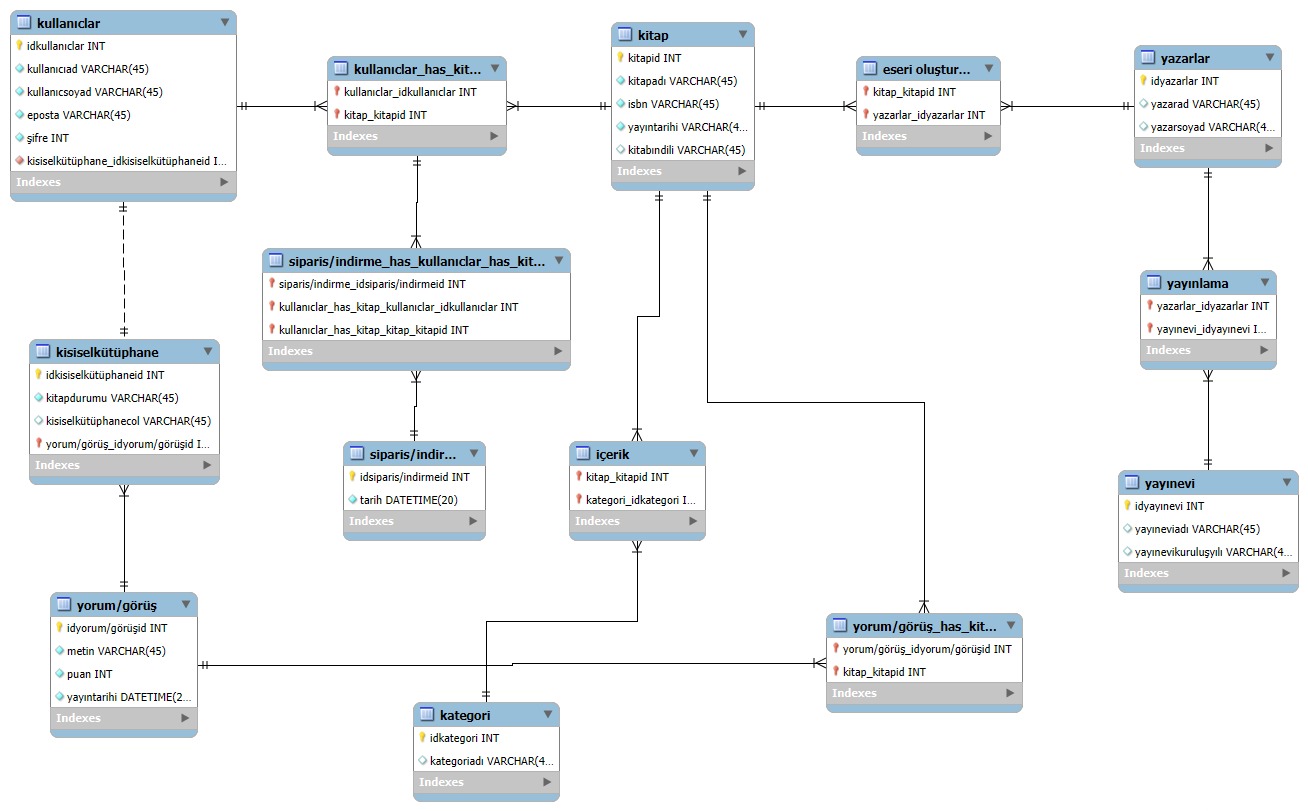 kullanıclar
idkullanıclar INT
kullanıcıad VARCHAR(45)
kullanıcsoyad VARCHAR(45)
eposta VARCHAR(45)
şifre INT
kisiselkütüphane_idkisiselkütüphaneid I...
Indexes
kullanıclar_has_kit...
kullanıclar_idkullanıclar INT
kitap_kitapid INT
Indexes
kitap
kitapid INT
kitapadı VARCHAR(45)
isbn VARCHAR(45)
yayıntarihi VARCHAR(4...
kitabındili VARCHAR(45)
Indexes
eseri oluştur...
kitap_kitapid INT
yazarlar_idyazarlar INT
Indexes
yazarlar
idyazarlar INT
yazarad VARCHAR(45)
yazarsoyad VARCHAR(4...
Indexes
siparis/indirme_has_kullanıclar_has_kit...
siparis/indirme_idsiparis/indirmeid INT
kullanıclar_has_kitap_kullanıclar_idkullanıclar INT
kullanıclar_has_kitap_kitap_kitapid INT
Indexes
yayınlama
yazarlar_idyazarlar INT
yayınevi_idyayınevi I...
Indexes
kisiselkütüphane
idkisiselkütüphaneid INT
kitapdurumu VARCHAR(45)
kisiselkütüphanecol VARCHAR(45)
yorum/görüş_idyorum/görüşid I...
Indexes
siparis/indir...
idsiparis/indirmeid INT
tarih DATETIME(20)
Indexes
içerik
kitap_kitapid INT
kategori_idkategori I...
Indexes
yayınevi
idyayınevi INT
yayıneviadı VARCHAR(45)
yayınevikuruluşyılı VARCHAR(4...
Indexes
yorum/görüş
idyorum/görüşid INT
metin VARCHAR(45)
puan INT
yayıntarihi DATETIME(2...
Indexes
yorum/görüş_has_kit...
yorum/görüş_idyorum/görüşid INT
kitap_kitapid INT
Indexes
kategori
idkategori INT
kategoriadı VARCHAR(4...
Indexes